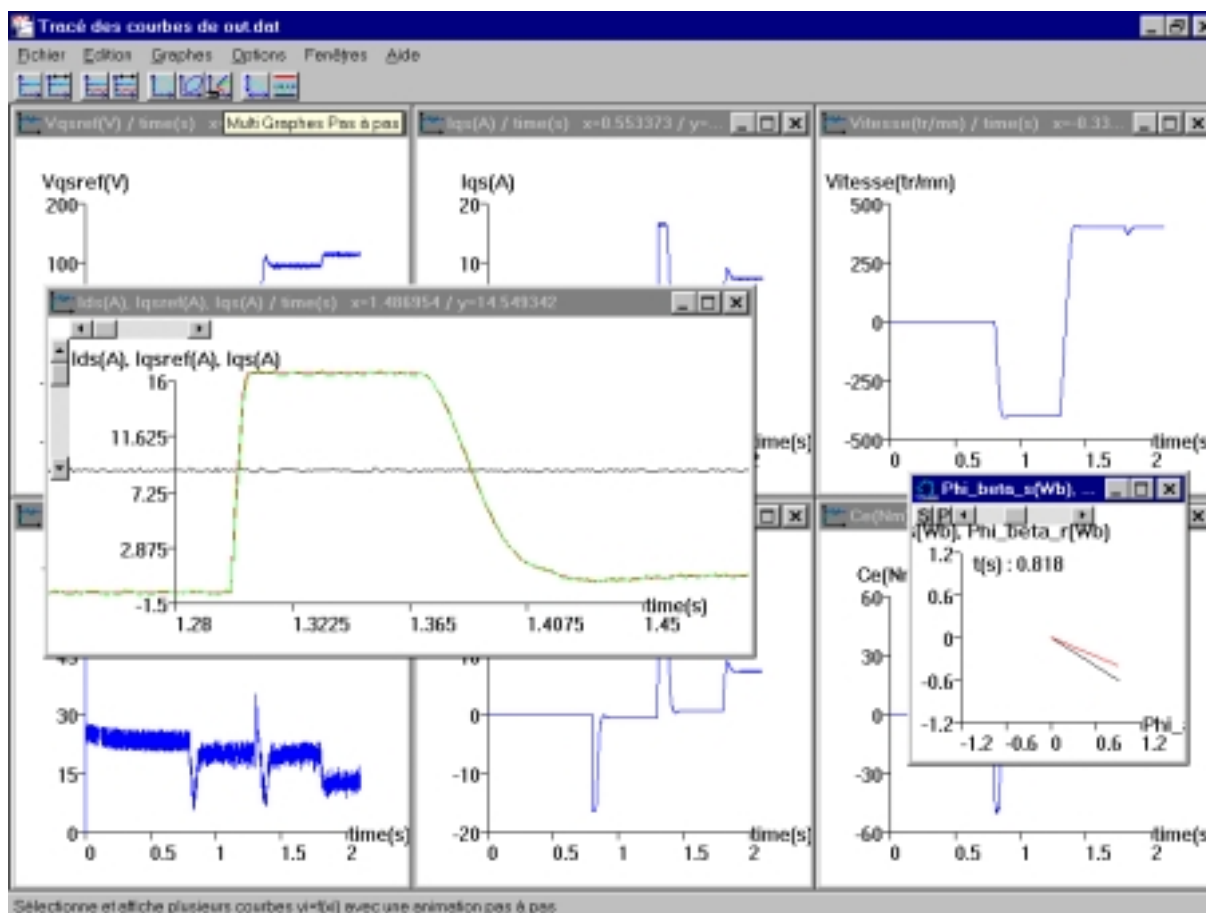 Tracé des courbes de out.dat
Fichier Edition Graphes Options Fenêtres Aide
Vqsref(V) / time(s) x=
Multi Graphes Pas à pas
Iqs(A) / time(s) x=0.553373 / y=...
Vitesse(tr/mn) / time(s) x=-0.33...
Vqsref(V)
200
100
Iqs(A)
20
10
time(s)
2
Vitesse(tr/mn)
500
250
0
-250
-500
0 0.5 1 1.5 2
time(s)
Ids(A), Iqsref(A), Iqs(A) / time(s) x=1.486954 / y=14.549342
Ids(A), Iqsref(A), Iqs(A)
16
11.625
7.25
2.875
-1.5
time(s)
1.28 1.3225 1.365 1.4075 1.45
45
30
15
0
time(s)
0 0.5 1 1.5 2
10
0
-10
-20
time(s)
0 0.5 1 1.5 2
Ce(Nm)
Ce(Nm
60
30
0
-30
-60
time(s)
0 0.5 1 1.5 2
Phi_beta_s(Wb), ...
S P
s(Wb), Phi_beta_r(Wb)
t(s) : 0.818
1.2
0.6
0
-0.6
-1.2
Phi_
-1.2 -0.6 0 0.6 1.2
Sélectionne et affiche plusieurs courbes yi=f(xi) avec une animation pas à pas